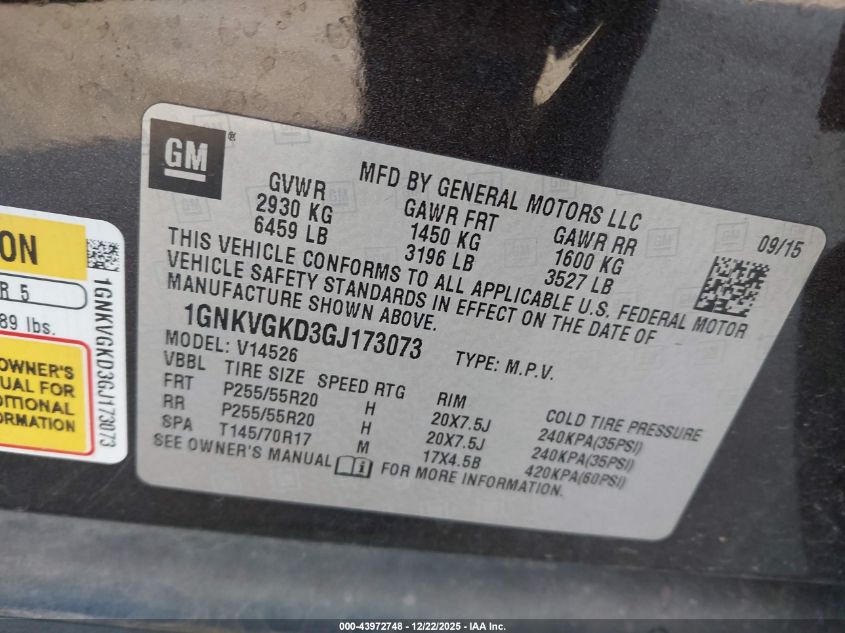 GM ®
MFD BY GENERAL MOTORS LLC
09/15
GVWR GAWR FRT GAWR RR
2930 KG 1450 KG 1600 KG
6459 LB 3196 LB 3527 LB
THIS VEHICLE CONFORMS TO ALL APPLICABLE U.S. FEDERAL MOTOR
VEHICLE SAFETY STANDARDS IN EFFECT ON THE DATE OF
MANUFACTURE SHOWN ABOVE.
1GNKVGKD3GJ173073
TYPE: M.P.V.
MODEL: V14526
VBBL TIRE SIZE SPEED RTG RIM COLD TIRE PRESSURE
FRT P255/55R20 H 20X7.5J 240KPA(35PSI)
RR P255/55R20 H 20X7.5J 240KPA(35PSI)
SPA T145/70R17 M 17X4.5B 420KPA(60PSI)
SEE OWNER'S MANUAL FOR MORE INFORMATION.
ON
R 5
89 lbs.
OWNER'S
UAL FOR
ITIONAL
RMATION
1GNKVGKD3GJ173073
000-43972748 - 12/22/2025 - IAA Inc.